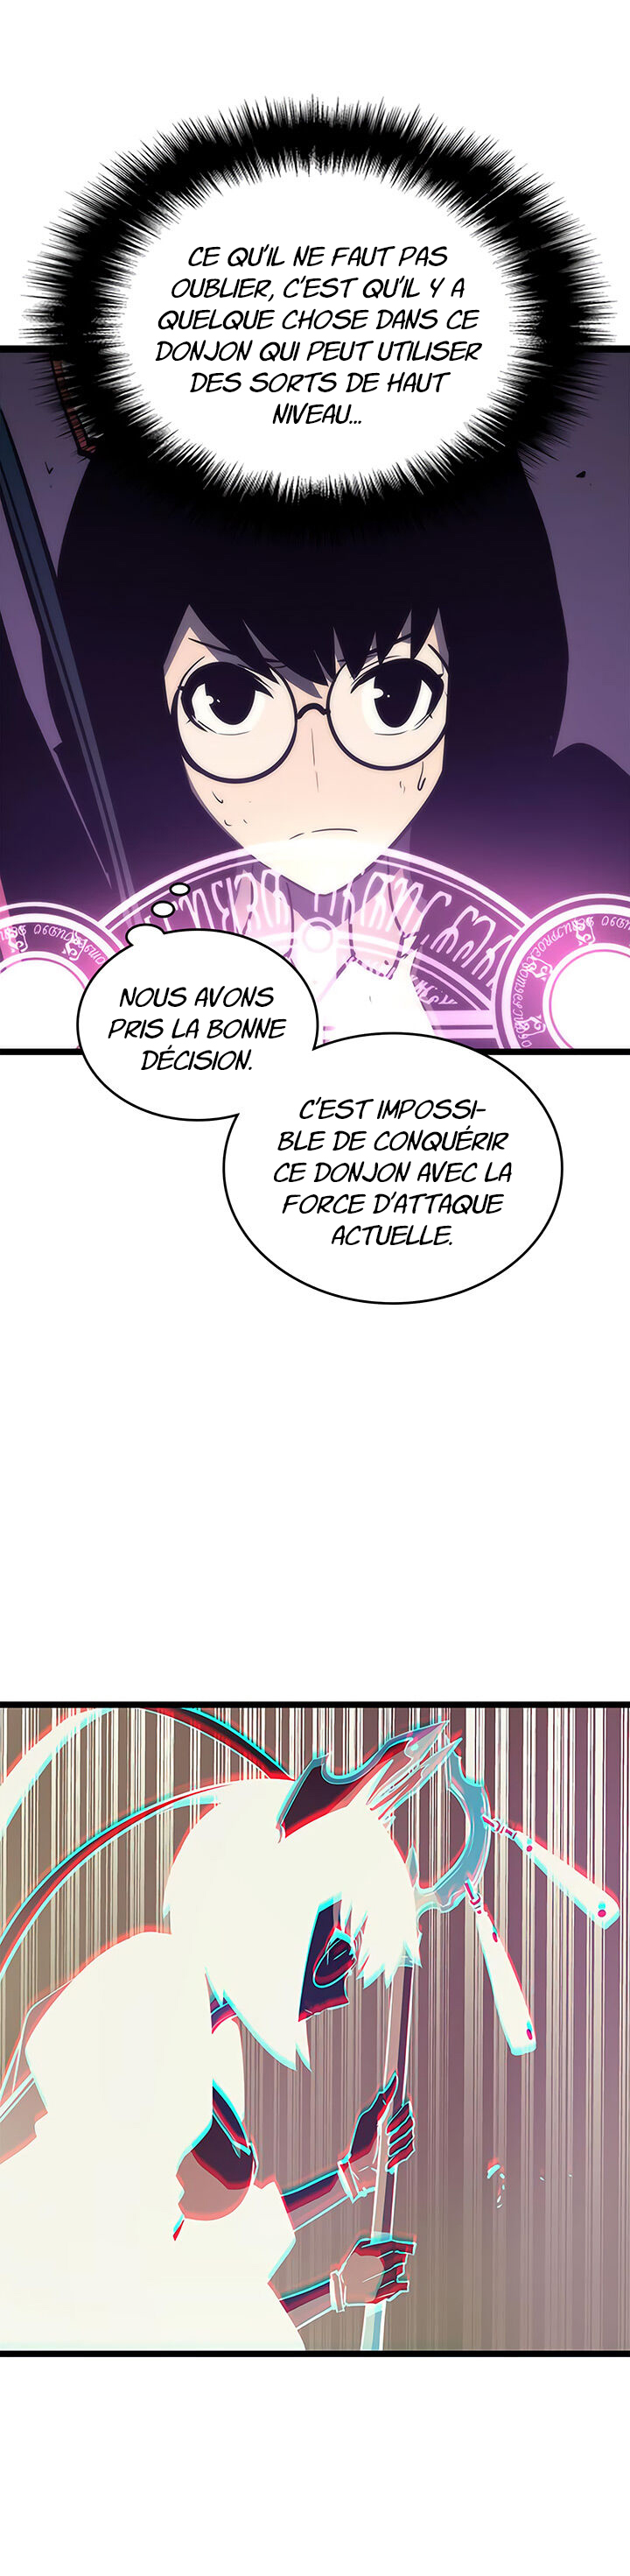 CE QU'IL NE FAUT PAS
OUBLIER, C'EST QU'IL Y A
QUELQUE CHOSE DANS CE
DONJON QUI PEUT UTILISER
DES SORTS DE HAUT
NIVEAU...
NOUS AVONS
PRIS LA BONNE
DÉCISION.
C'EST IMPOSSI-
BLE DE CONQUÉRIR
CE DONJON AVEC LA
FORCE D'ATTAQUE
ACTUELLE.